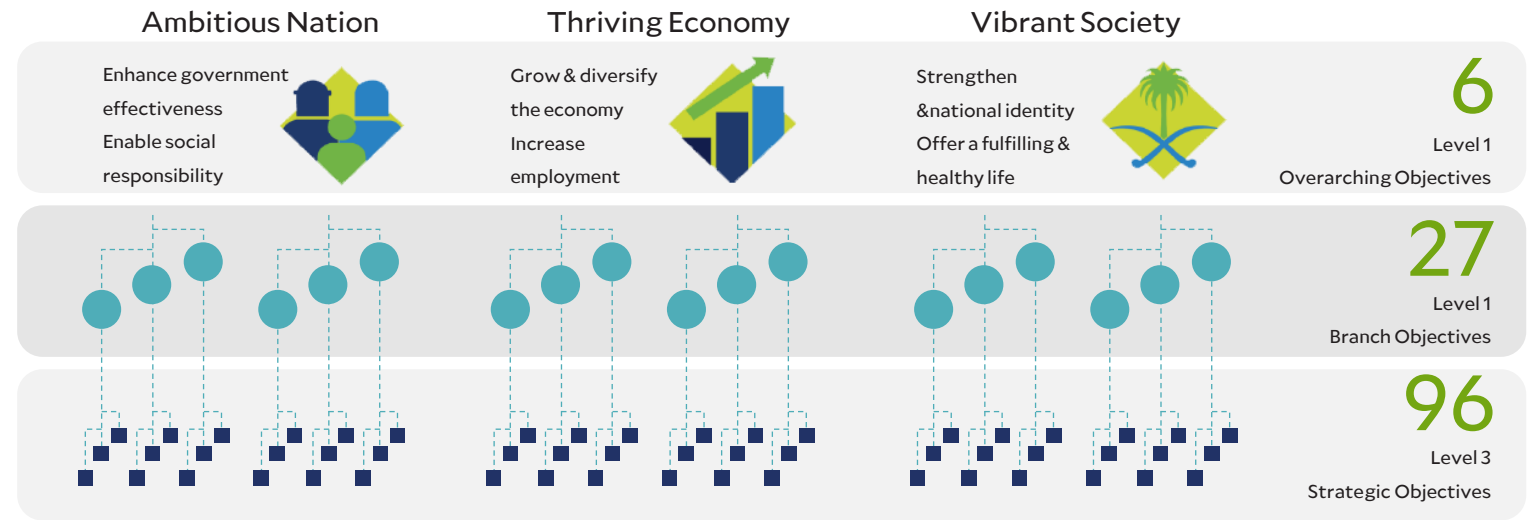 Ambitious Nation
Thriving Economy
Vibrant Society
Enhance government
effectiveness
Enable social
responsibility
Grow & diversify
the economy
Increase
employment
Strengthen
&national identity
Offer a fulfilling &
healthy life
6
Level 1
Overarching Objectives
27
Level 1
Branch Objectives
96
Level 3
Strategic Objectives